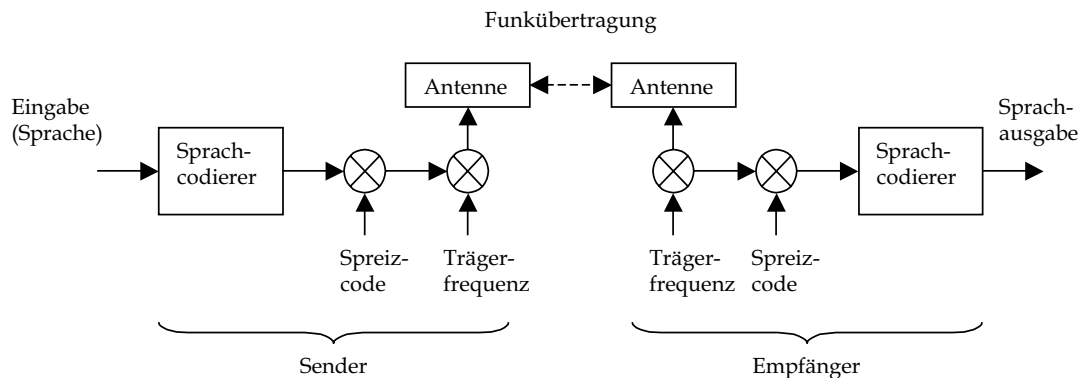 Funkübertragung
Antenne
Antenne
Eingabe
(Sprache)
Sprach-
codierer
Sprach-
codierer
Sprach-
ausgabe
Spreiz-
code
Träger-
frequenz
Träger-
frequenz
Spreiz-
code
Sender
Empfänger